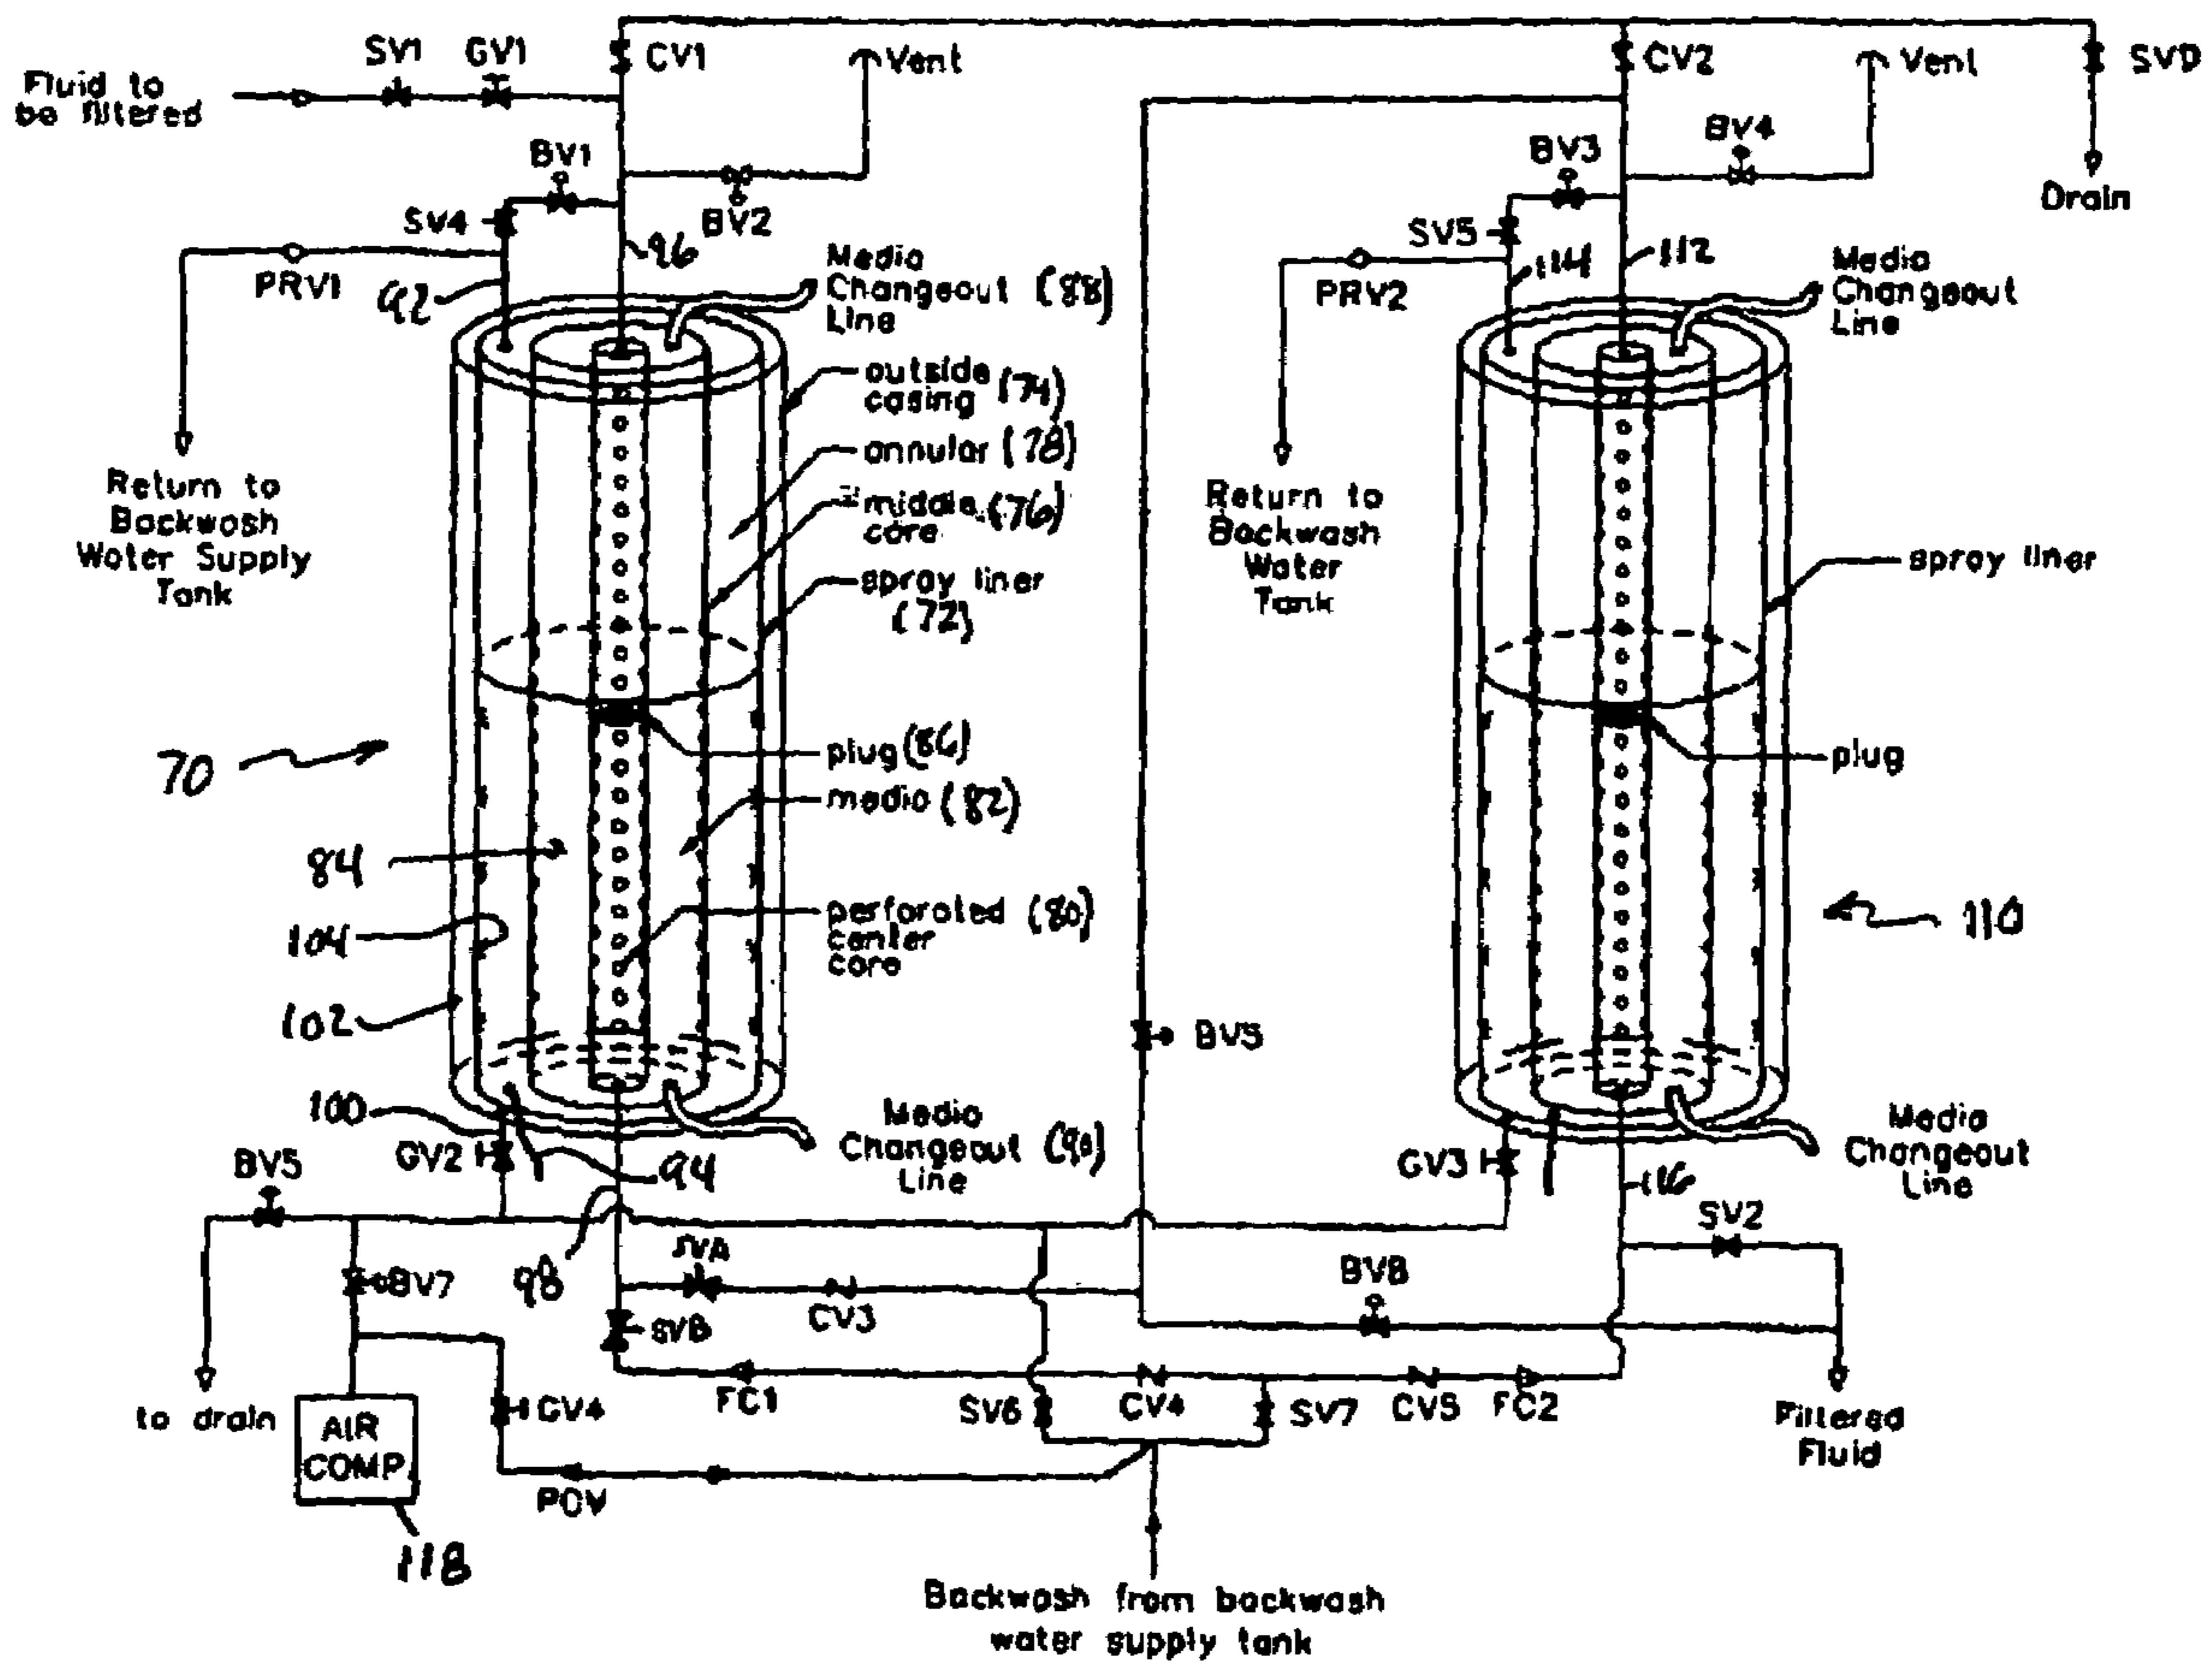 SV1
GV1
CV1
Vent
CV2
Vent
SVD
Fluid to
be filtered
BV1
BV2
BV3
BV4
Drain
SV4
96
SV5
114
112
PRV1
92
Media
Changeout (88)
Line
PRV2
Media
Changeout
Line
outside (74)
casing
annular (78)
middle (76)
core
spray liner
(72)
Return to
Backwash
Water Supply
Tank
Return to
Backwash
Water
Tank
spray liner
plug (86)
plug
70
media (82)
84
perforated (80)
center
core
104
110
102
BV5
100
GV2
94
Media
Changeout (90)
Line
GV3
116
Media
Changeout
Line
BV5
SV2
98
SVA
BV7
CV3
BV8
SVB
FC1
CV4
CV5
FC2
to drain
AIR
COMP.
GV4
SV6
SV7
Filtered
Fluid
POV
118
Backwash from backwash
water supply tank